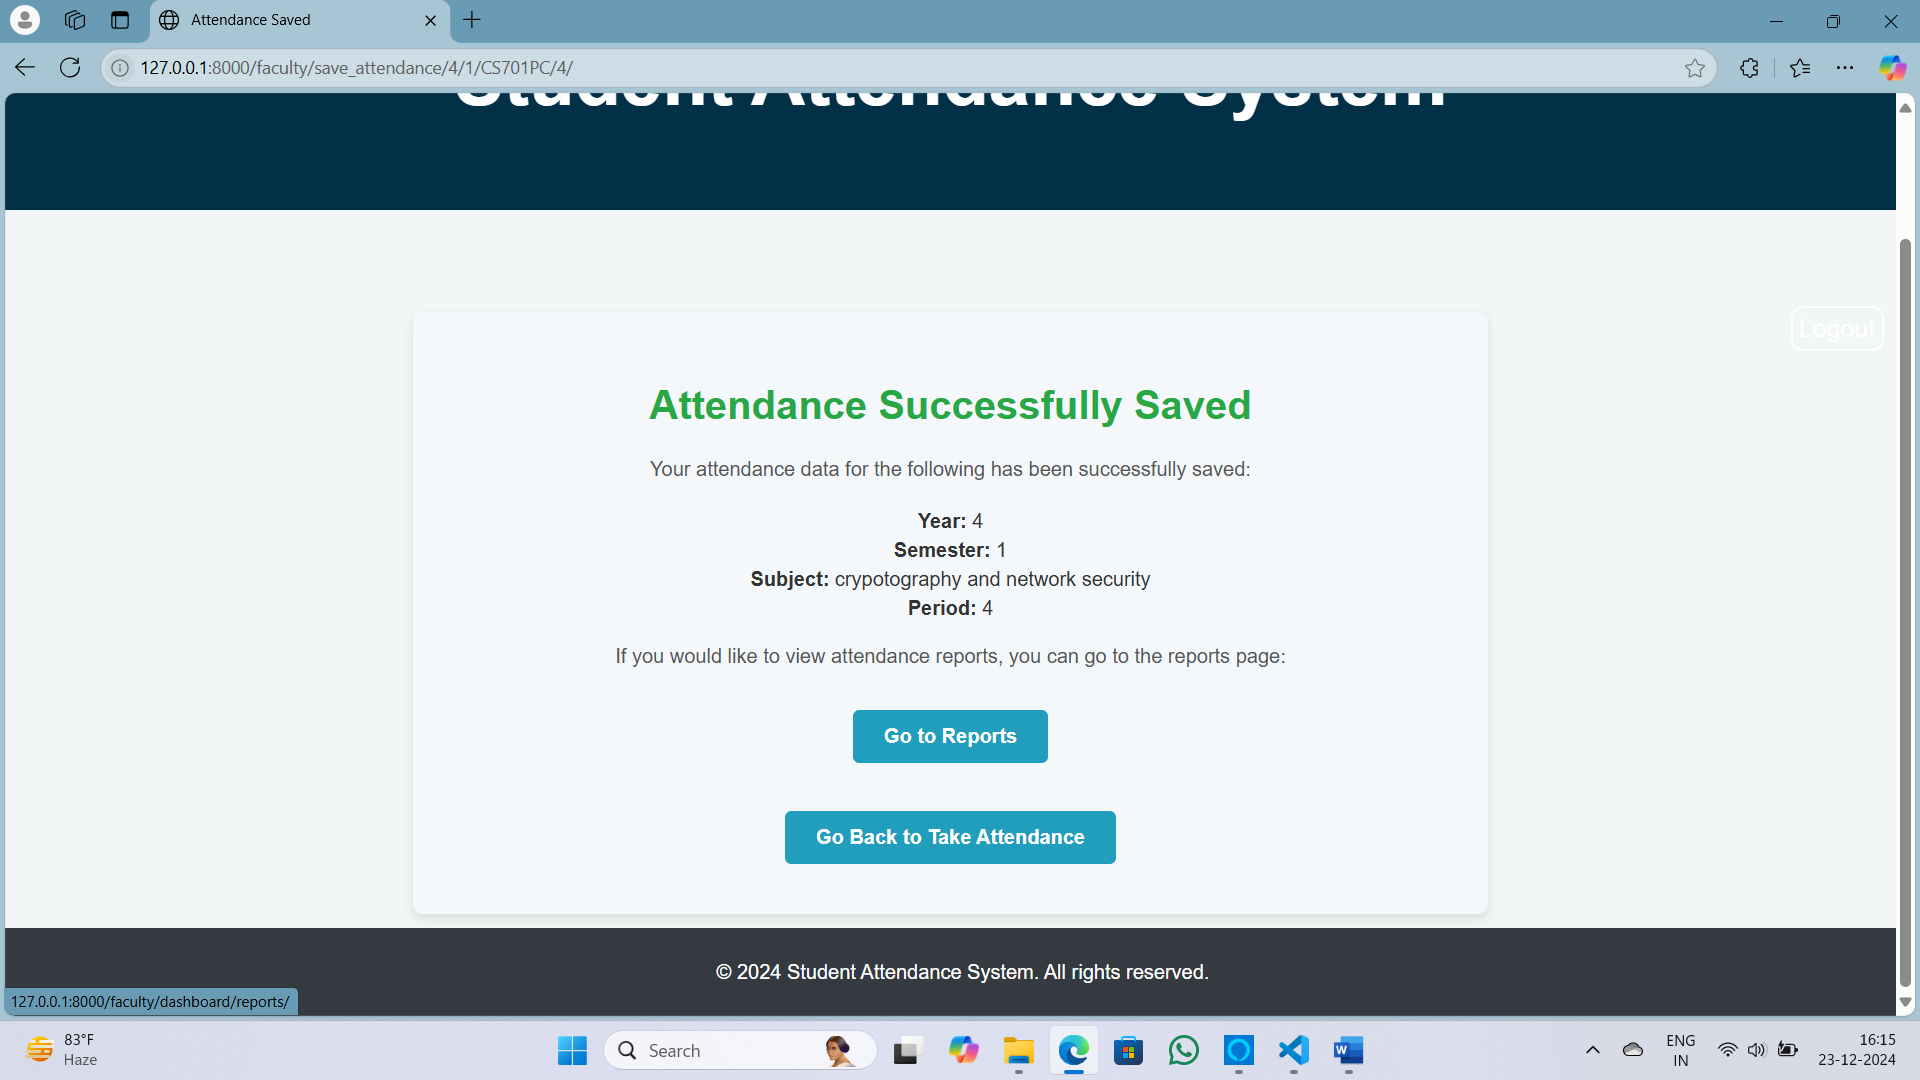 Attendance Saved
127.0.0.1:8000/faculty/save_attendance/4/1/CS701PC/4/
Student Attendance System
Logout
Attendance Successfully Saved
Your attendance data for the following has been successfully saved:
Year: 4
Semester: 1
Subject: crypotography and network security
Period: 4
If you would like to view attendance reports, you can go to the reports page:
Go to Reports
Go Back to Take Attendance
© 2024 Student Attendance System. All rights reserved.
127.0.0.1:8000/faculty/dashboard/reports/
83°F
Haze
Search
W
ENG
IN
16:15
23-12-2024